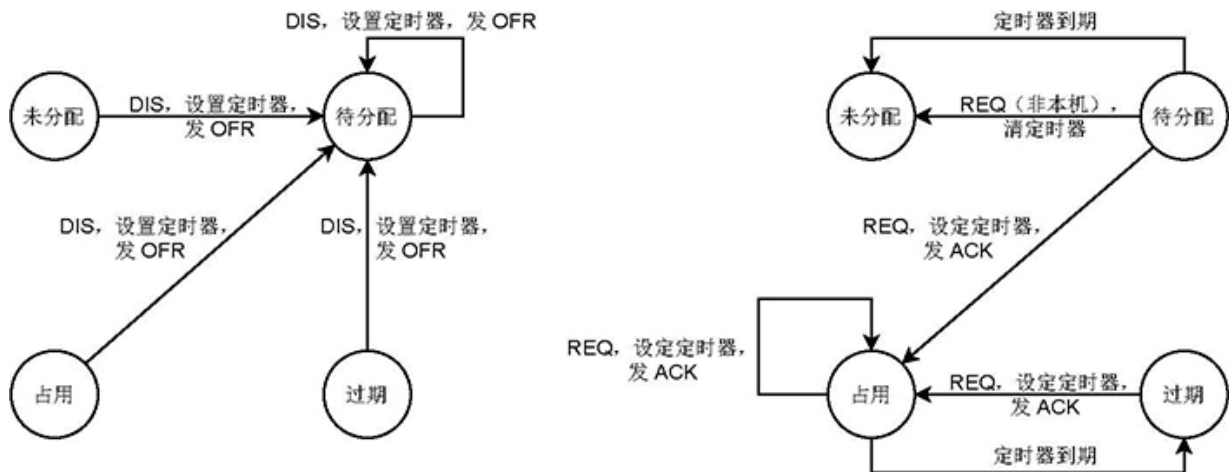 DIS，设置定时器，发 OFR
未分配
DIS，设置定时器，
发 OFR
待分配
DIS，设置定时器，
发 OFR
DIS，设置定时器，
发 OFR
占用
过期
定时器到期
未分配
REQ（非本机），
清定时器
待分配
REQ，设定定时器，
发 ACK
REQ，设定定时器，
发 ACK
占用
REQ，设定定时器，
发 ACK
过期
定时器到期